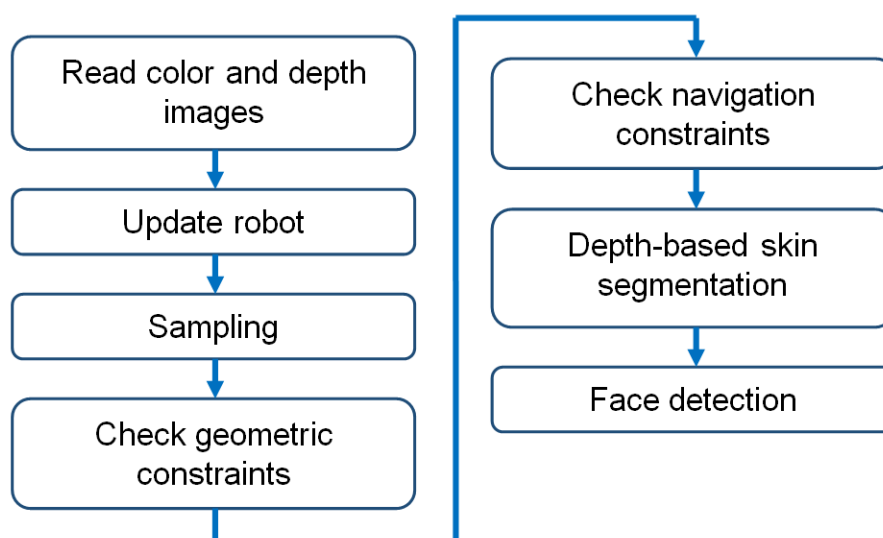 Read color and depth
images
Update robot
Sampling
Check geometric
constraints
Check navigation
constraints
Depth-based skin
segmentation
Face detection